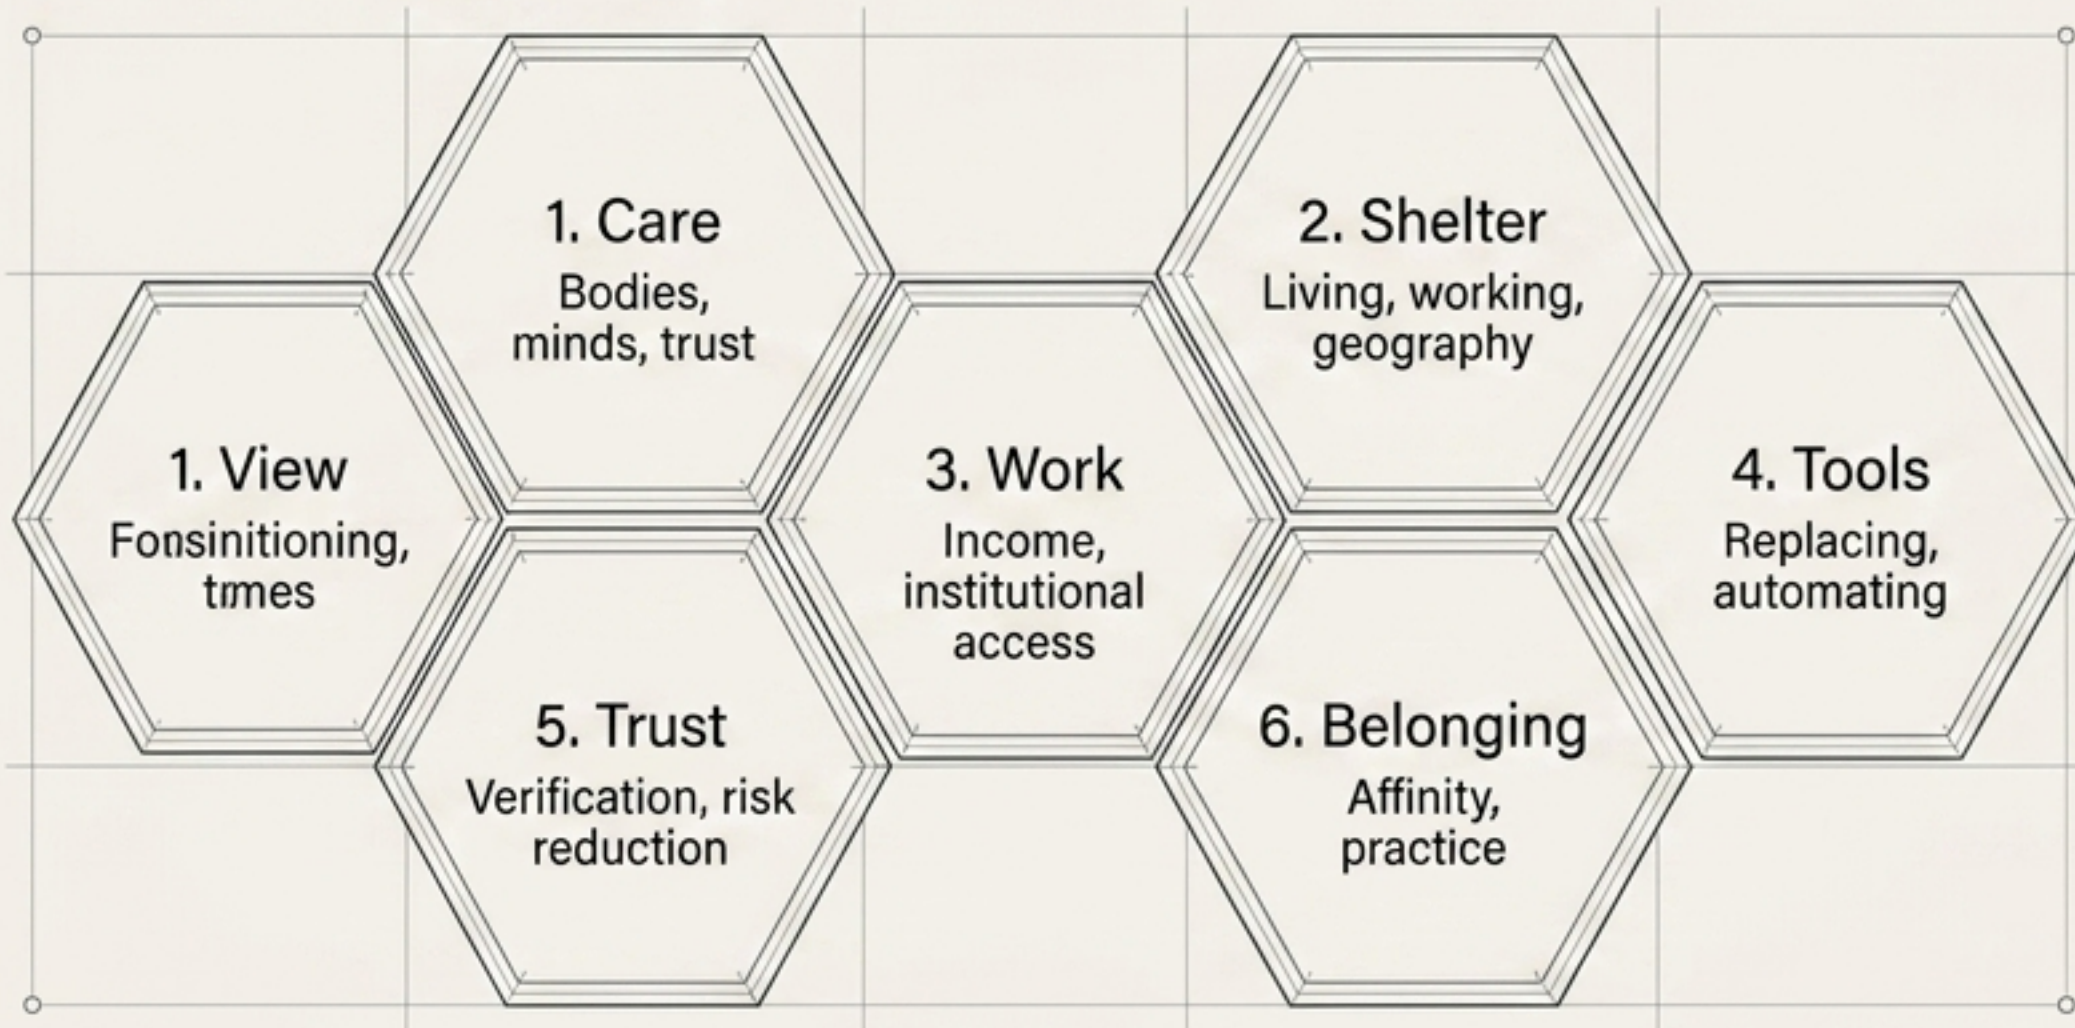 1. Care
Bodies,
minds, trust
2. Shelter
Living, working,
geography
1. View
Fonsinitioning,
trmes
3. Work
Income,
institutional
access
4. Tools
Replacing,
automating
5. Trust
Verification, risk
reduction
6. Belonging
Affinity,
practice